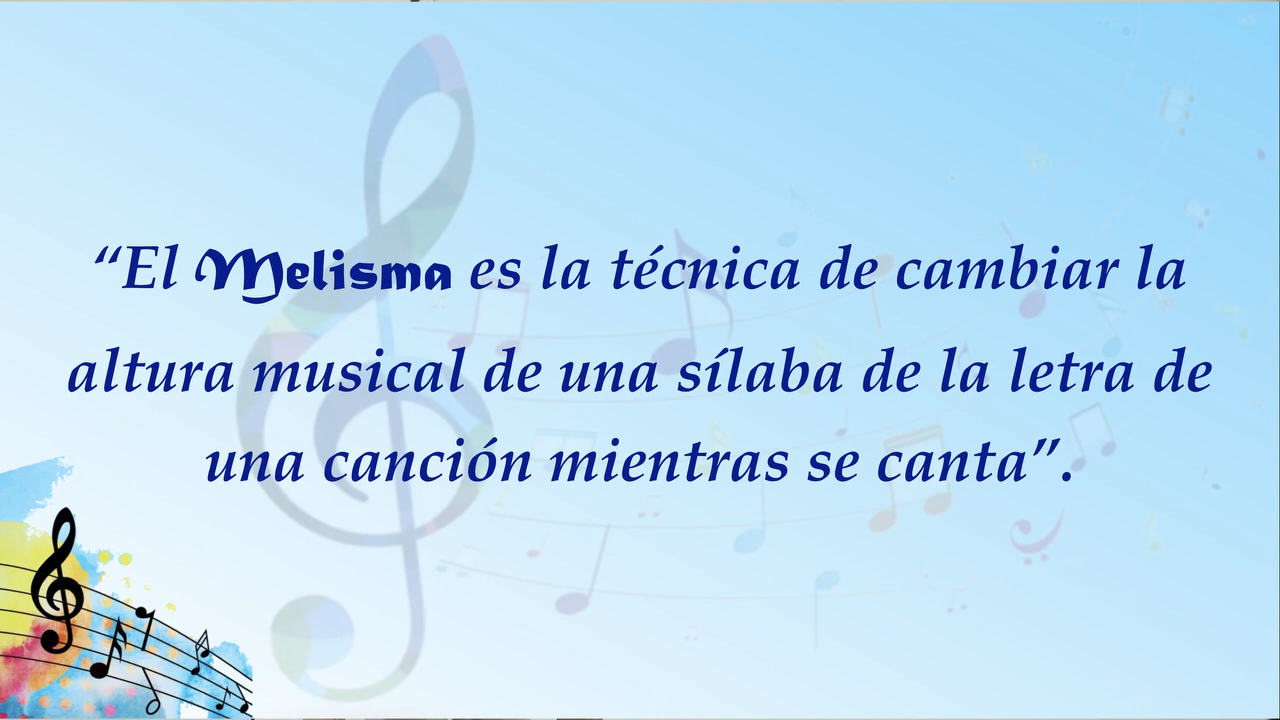 “El Melisma es la técnica de cambiar la
altura musical de una sílaba de la letra de
una canción mientras se canta”.